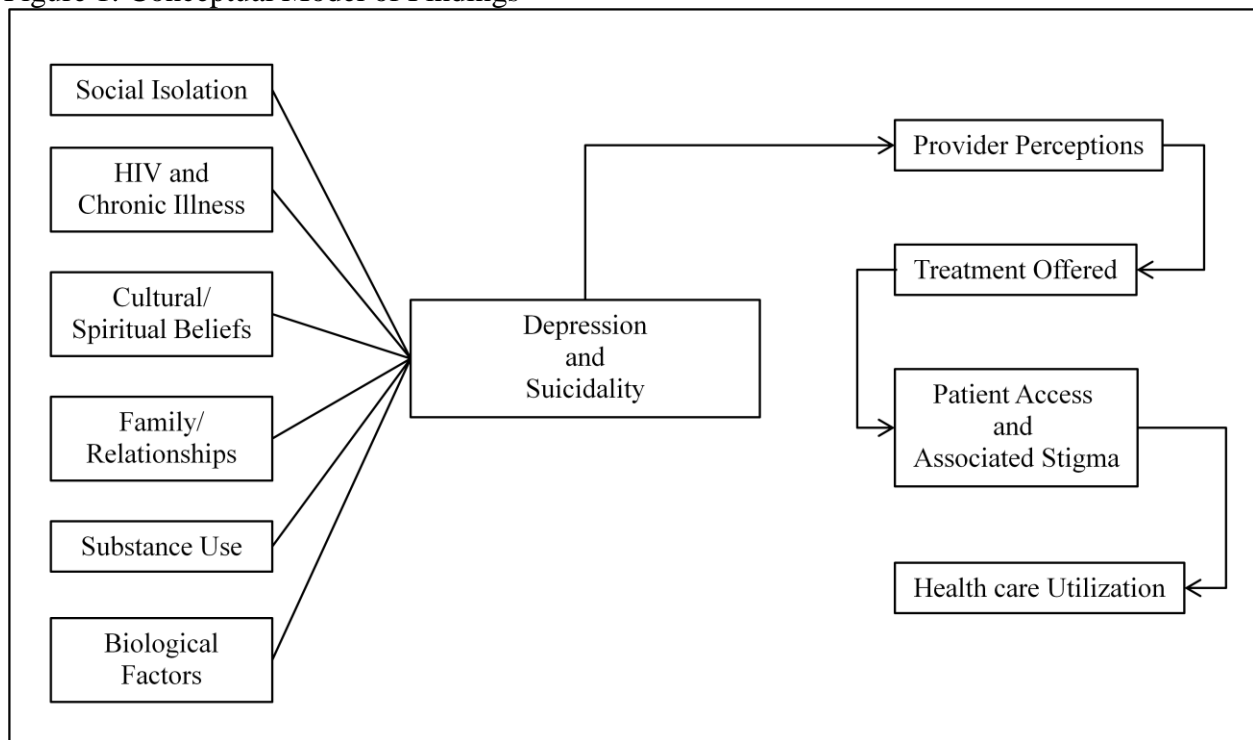 Figure 1: Conceptual Model of Findings
Social Isolation
HIV and
Chronic Illness
Cultural/
Spiritual Beliefs
Family/
Relationships
Substance Use
Biological
Factors
Depression
and
Suicidality
Provider Perceptions
Treatment Offered
Patient Access
and
Associated Stigma
Health care Utilization